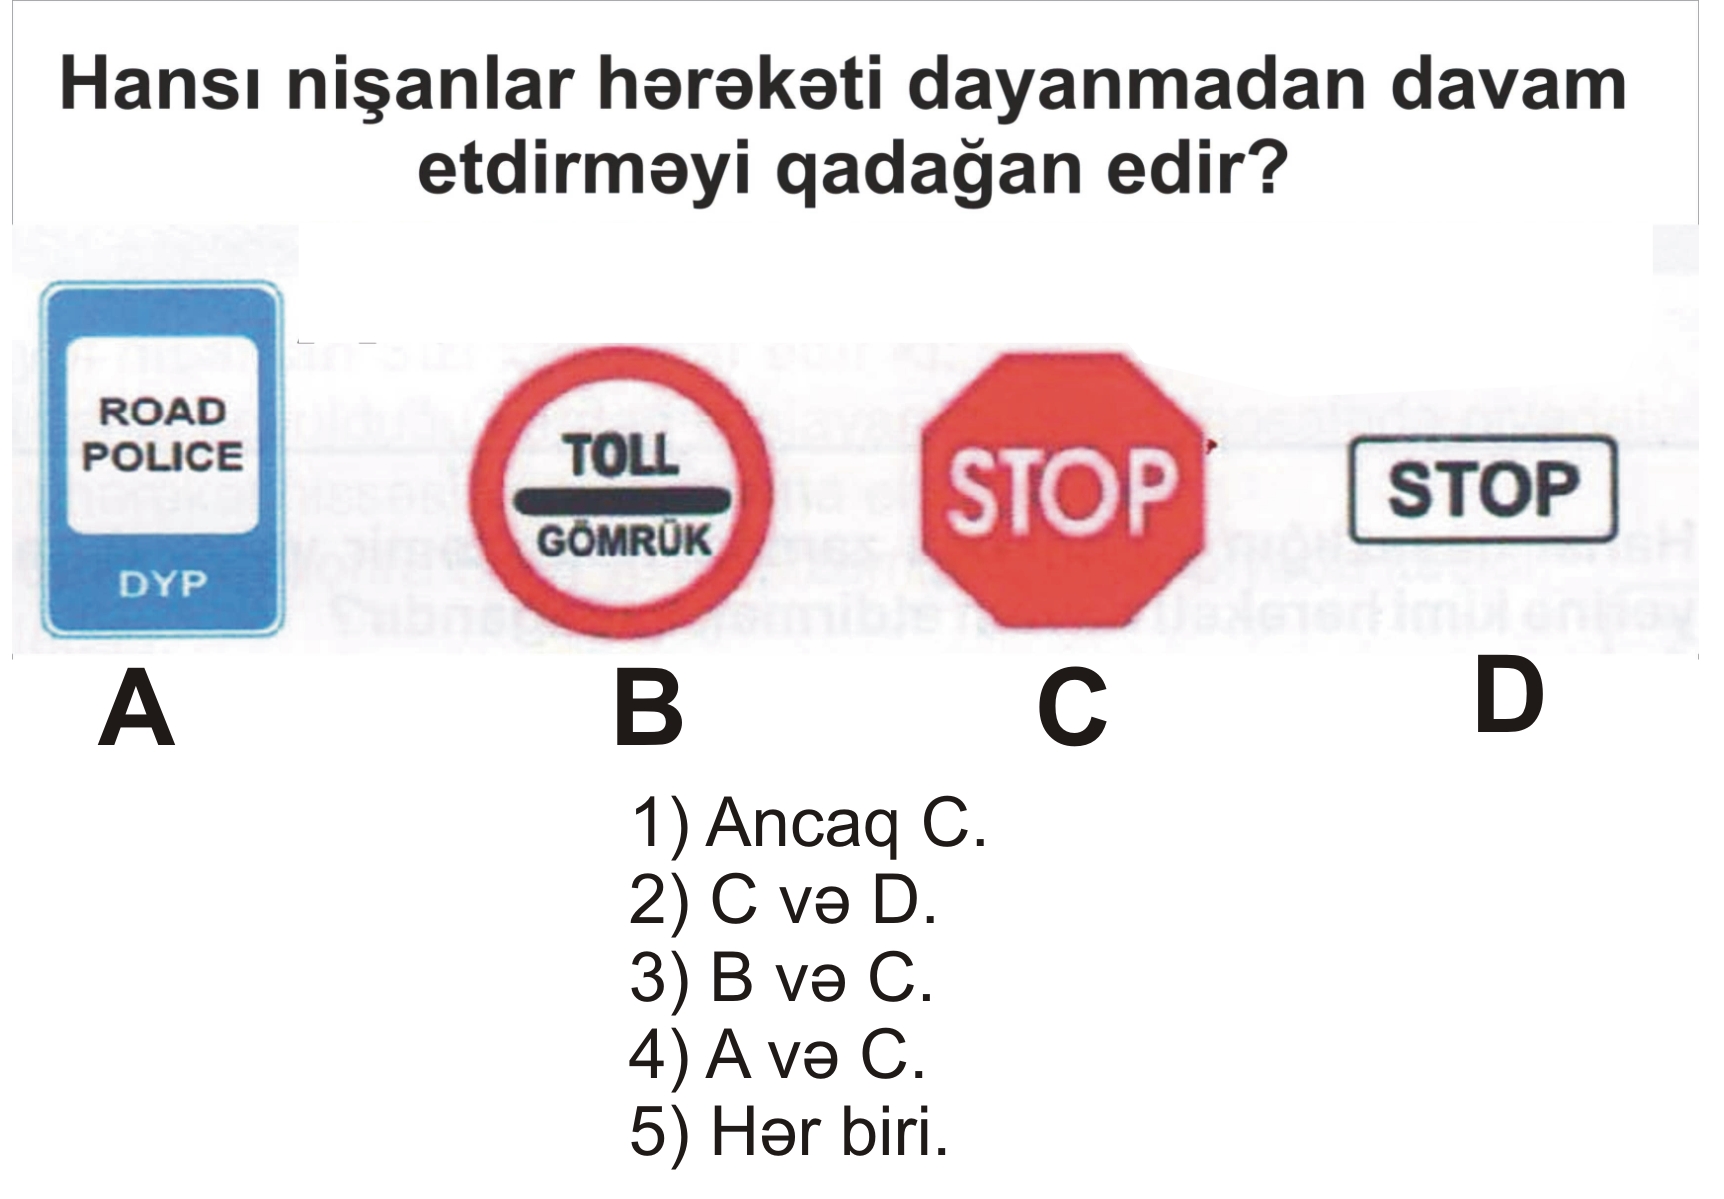 Hansı nişanlar hərəkəti dayanmadan davam
etdirməyi qadağan edir?
ROAD
POLICE
DYP
TOLL
GÖMRÜK
STOP
STOP
A
B
C
D
1) Ancaq C.
2) C və D.
3) B və C.
4) A və C.
5) Hər biri.